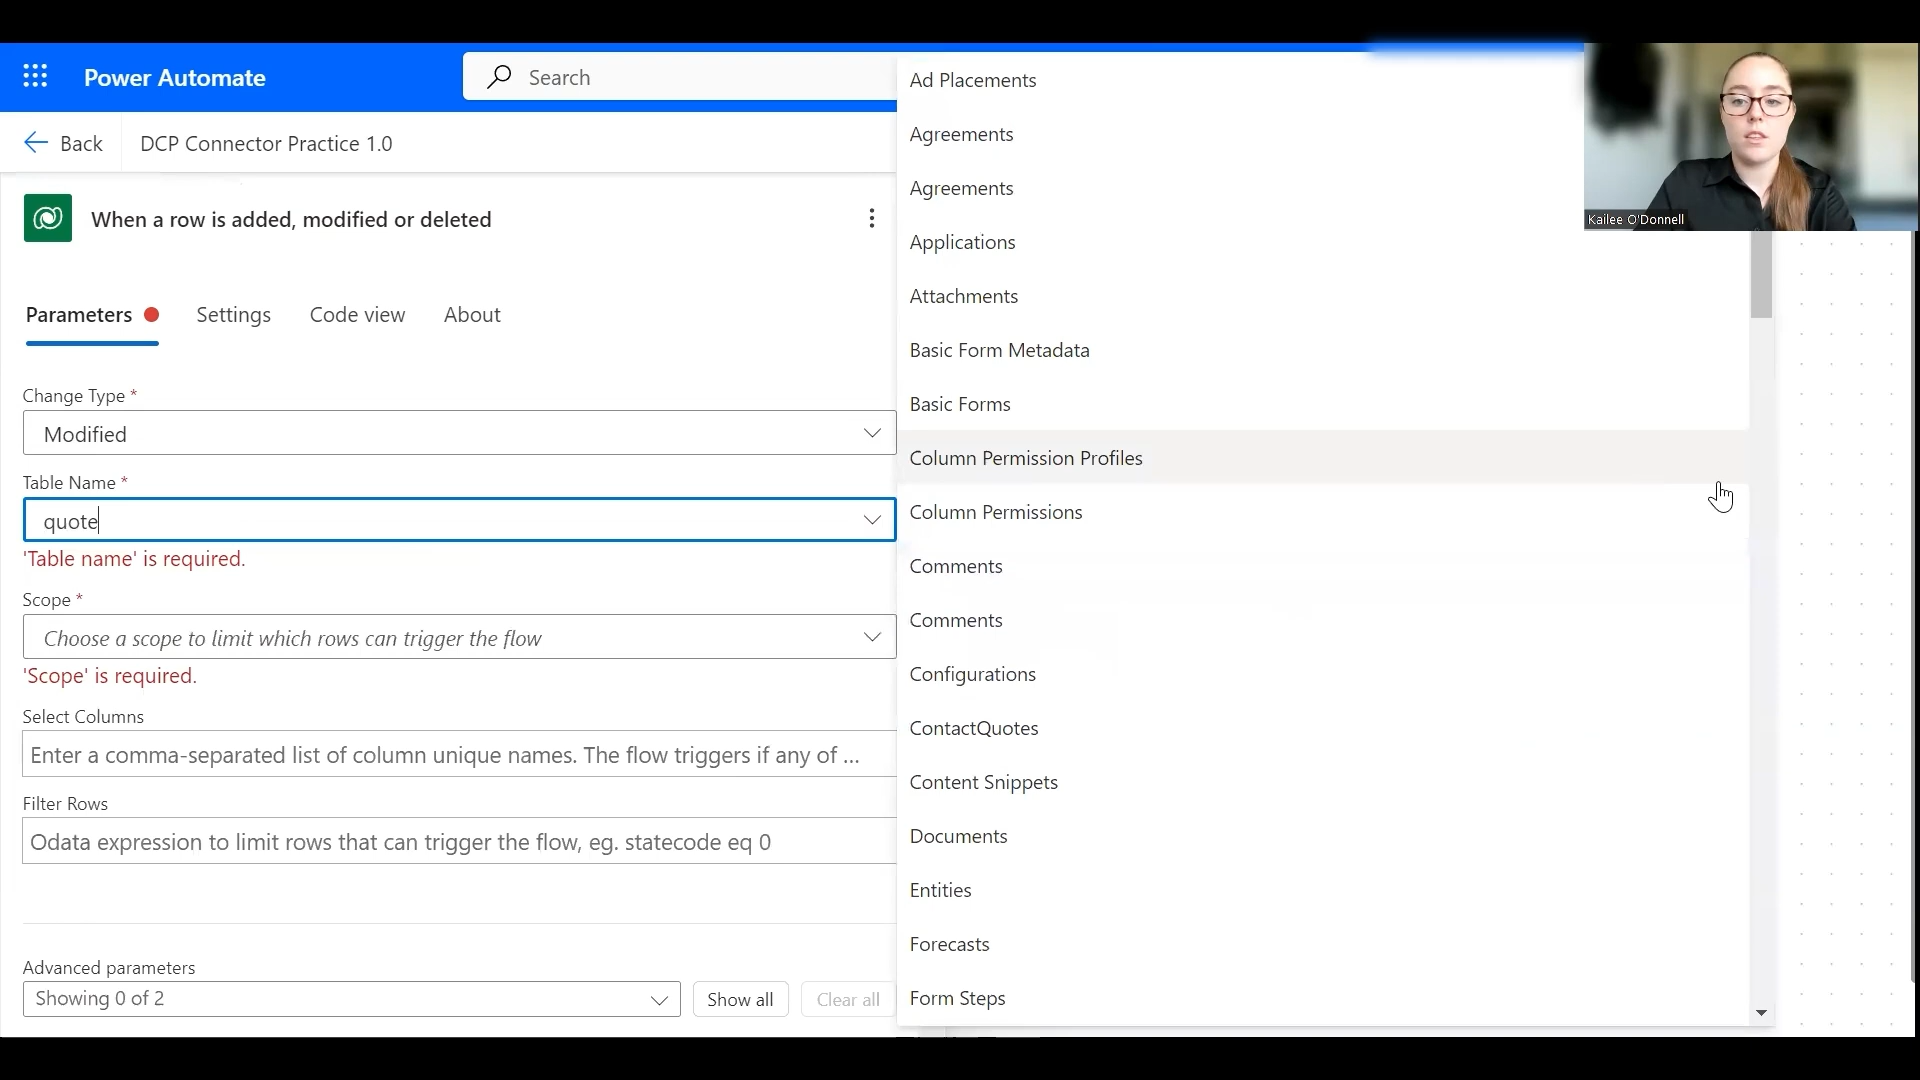 Power Automate
Search
Back
DCP Connector Practice 1.0
When a row is added, modified or deleted
Parameters
Settings
Code view
About
Change Type *
Modified
Table Name *
quote
'Table name' is required.
Scope *
Choose a scope to limit which rows can trigger the flow
'Scope' is required.
Select Columns
Enter a comma-separated list of column unique names. The flow triggers if any of ...
Filter Rows
Odata expression to limit rows that can trigger the flow, eg. statecode eq 0
Advanced parameters
Showing 0 of 2
Show all
Clear all
Ad Placements
Agreements
Agreements
Applications
Attachments
Basic Form Metadata
Basic Forms
Column Permission Profiles
Column Permissions
Comments
Comments
Configurations
ContactQuotes
Content Snippets
Documents
Entities
Forecasts
Form Steps
Kailee O'Donnell